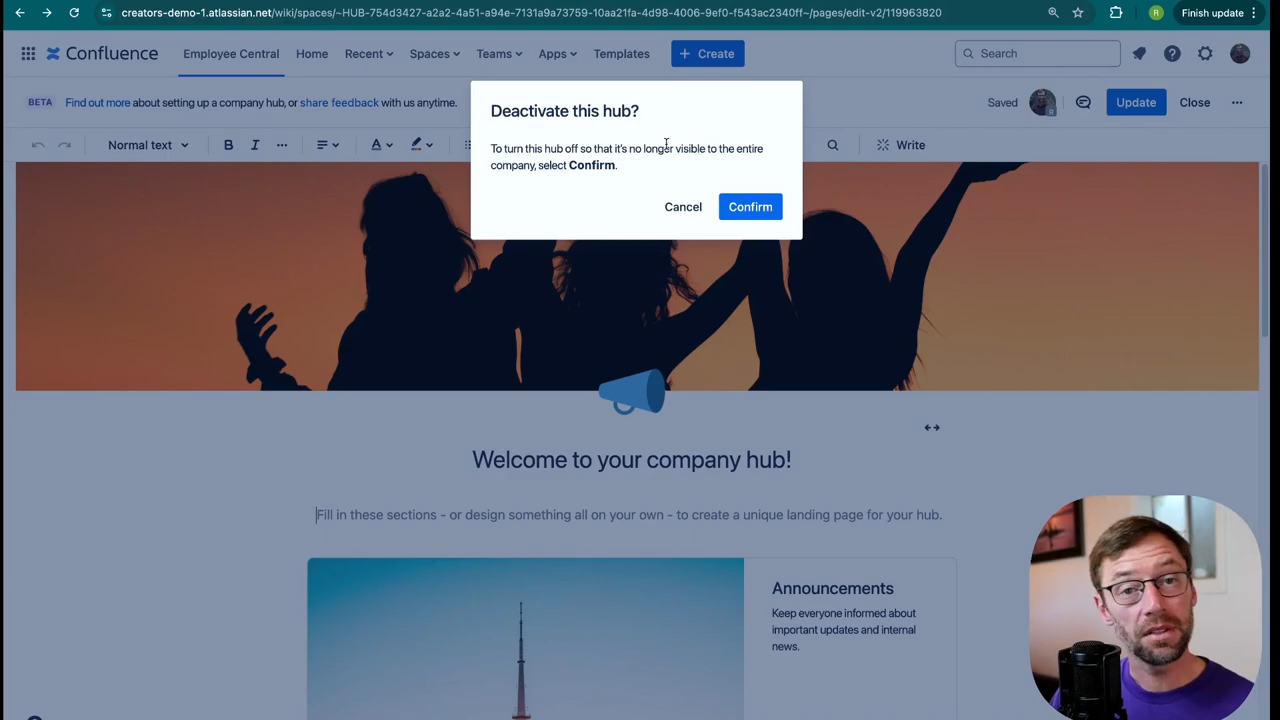 creators-demo-1.atlassian.net/wiki/spaces/~HUB-754d3427-a2a2-4a51-a94e-7131a9a73759-10aa21fa-4d98-4006-9ef0-f543ac2340ff~/pages/edit-v2/119963820
R
Finish update
Confluence
Employee Central
Home
Recent
Spaces
Teams
Apps
Templates
+ Create
Search
BETA
Find out more about setting up a company hub, or share feedback with us anytime.
Saved
Update
Close
Normal text
B
I
A
Write
Deactivate this hub?
To turn this hub off so that it's no longer visible to the entire
company, select Confirm.
Cancel
Confirm
Welcome to your company hub!
Fill in these sections - or design something all on your own - to create a unique landing page for your hub.
Announcements
Keep everyone informed about
important updates and internal
news.